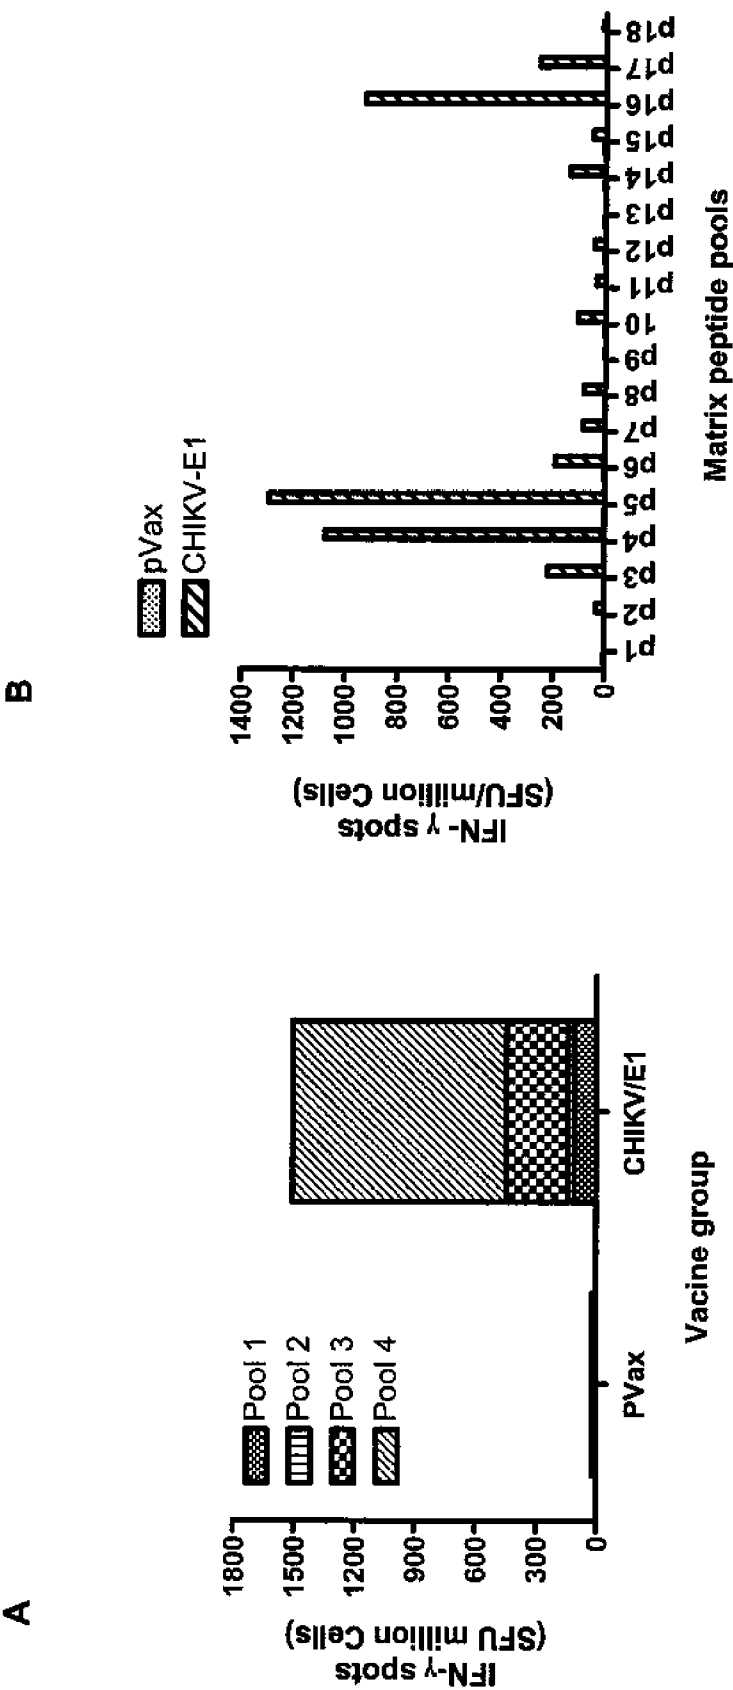 A
IFN-γ spots
(SFU million Cells)
1800
1500
1200
900
600
300
0
Pool 1
Pool 2
Pool 3
Pool 4
PVax
CHIKV/E1
Vacine group
B
IFN- γ spots
(SFU/million Cells)
1400
1200
1000
800
600
400
200
0
pVax
CHIKV-E1
p1
p2
p3
p4
p5
p6
p7
p8
p9
10
p11
p12
p13
p14
p15
p16
p17
p18
Matrix peptide pools